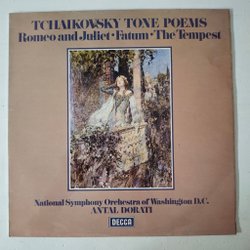 TCHAIKOVSKY TONE POEMS
Romeo and Juliet • Fatum • The Tempest
National Symphony Orchestra of Washington D.C.
ANTAL DORATI
DECCA